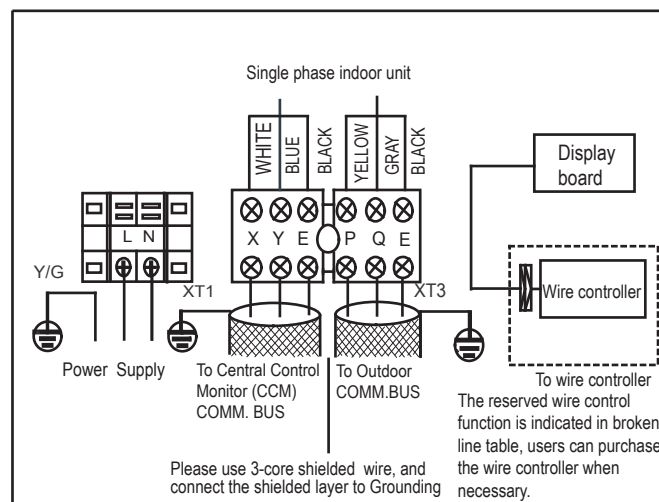 Single phase indoor unit
WHITE
BLUE
BLACK
YELLOW
GRAY
BLACK
Display
board
L N
X Y E P Q E
Y/G
XT1
XT3
Wire controller
Power Supply
To Central Control
Monitor (CCM)
COMM. BUS
To Outdoor
COMM.BUS
To wire controller
The reserved wire control
function is indicated in broken
line table, users can purchase
the wire controller when
necessary.
Please use 3-core shielded wire, and
connect the shielded layer to Grounding